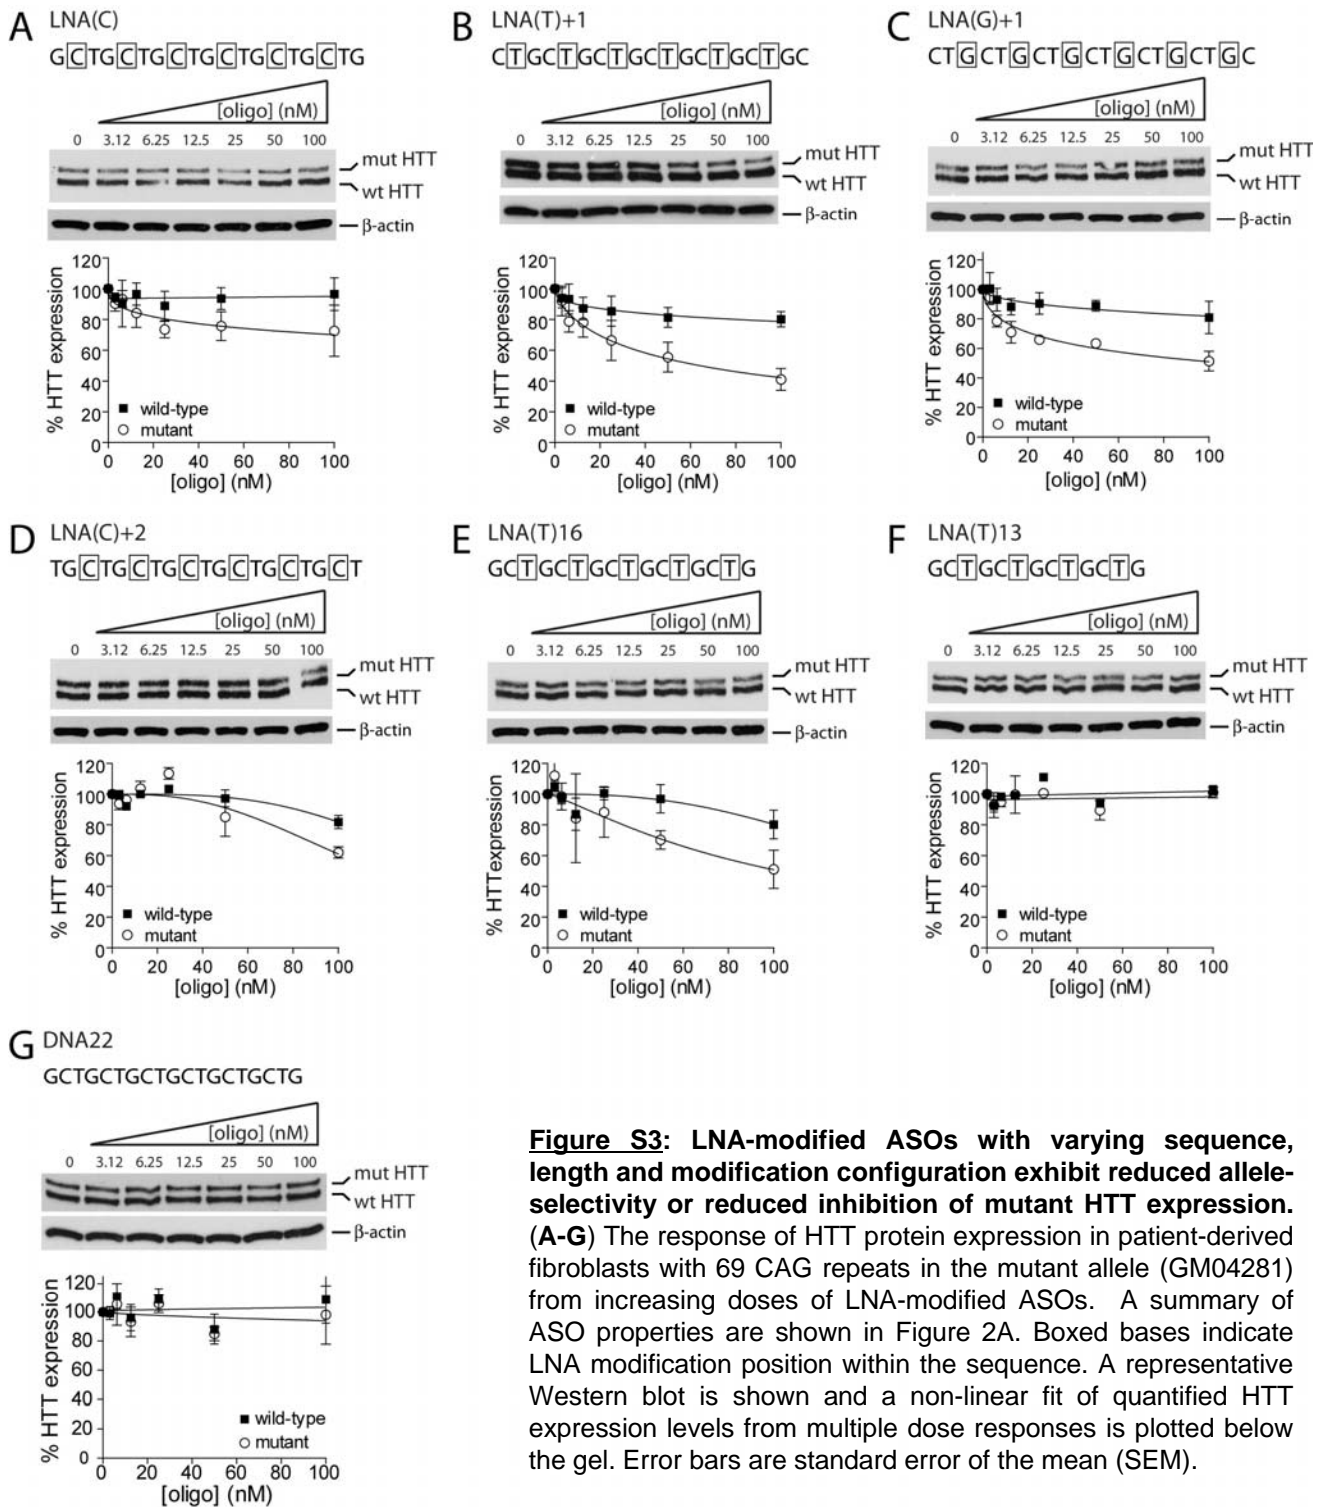 A LNA(C)
GCTGCTGCTGCTGCTGCTG
[oligo] (nM)
0 3.12 6.25 12.5 25 50 100
mut HTT
wt HTT
β-actin
% HTT expression
120
100
80
60
40
20
0
wild-type
mutant
0 20 40 60 80 100
[oligo] (nM)
B LNA(T)+1
CTGCTGCTGCTGCTGCTGC
[oligo] (nM)
0 3.12 6.25 12.5 25 50 100
mut HTT
wt HTT
β-actin
% HTT expression
120
100
80
60
40
20
0
wild-type
mutant
0 20 40 60 80 100
[oligo] (nM)
C LNA(G)+1
CTGCTGCTGCTGCTGCTGC
[oligo] (nM)
0 3.12 6.25 12.5 25 50 100
mut HTT
wt HTT
β-actin
% HTT expression
120
100
80
60
40
20
0
wild-type
mutant
0 20 40 60 80 100
[oligo] (nM)
D LNA(C)+2
TGCTGCTGCTGCTGCTGCT
[oligo] (nM)
0 3.12 6.25 12.5 25 50 100
mut HTT
wt HTT
β-actin
% HTT expression
120
100
80
60
40
20
0
wild-type
mutant
0 20 40 60 80 100
[oligo] (nM)
E LNA(T)16
GCTGCTGCTGCTGCTG
[oligo] (nM)
0 3.12 6.25 12.5 25 50 100
mut HTT
wt HTT
β-actin
% HTT expression
120
100
80
60
40
20
0
wild-type
mutant
0 20 40 60 80 100
[oligo] (nM)
F LNA(T)13
GCTGCTGCTGCTG
[oligo] (nM)
0 3.12 6.25 12.5 25 50 100
mut HTT
wt HTT
β-actin
% HTT expression
120
100
80
60
40
20
0
wild-type
mutant
0 20 40 60 80 100
[oligo] (nM)
G DNA22
GCTGCTGCTGCTGCTGCTGCTG
[oligo] (nM)
0 3.12 6.25 12.5 25 50 100
mut HTT
wt HTT
β-actin
% HTT expression
120
100
80
60
40
20
0
wild-type
mutant
0 20 40 60 80 100
[oligo] (nM)
Figure S3: LNA-modified ASOs with varying sequence,
length and modification configuration exhibit reduced allele-
selectivity or reduced inhibition of mutant HTT expression.
(A-G) The response of HTT protein expression in patient-derived
fibroblasts with 69 CAG repeats in the mutant allele (GM04281)
from increasing doses of LNA-modified ASOs. A summary of
ASO properties are shown in Figure 2A. Boxed bases indicate
LNA modification position within the sequence. A representative
Western blot is shown and a non-linear fit of quantified HTT
expression levels from multiple dose responses is plotted below
the gel. Error bars are standard error of the mean (SEM).